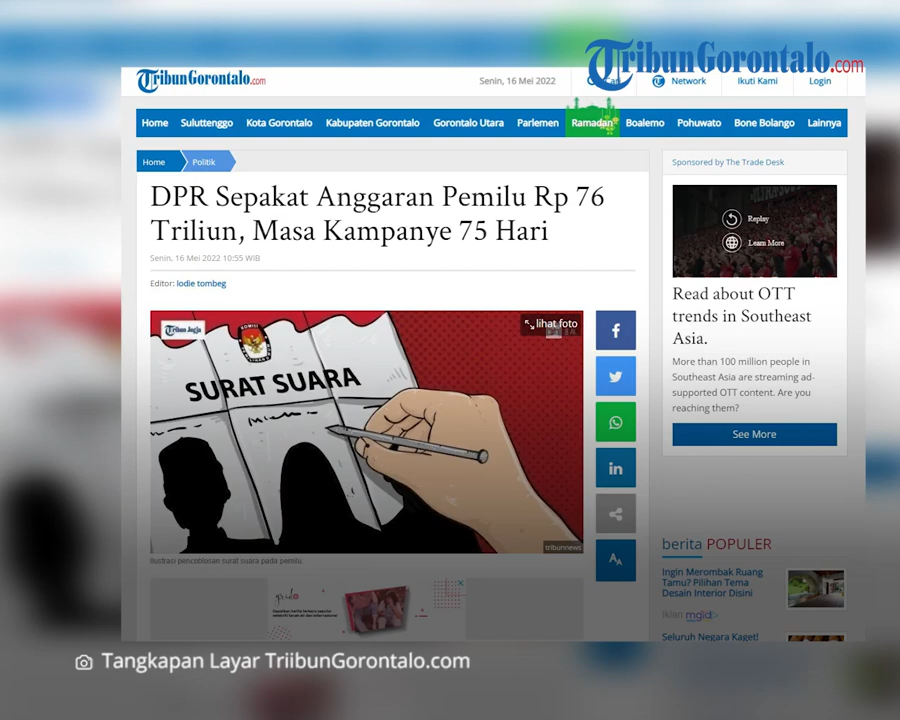 TribunGorontalo.com
TribunGorontalo.com
Senin, 16 Mei 2022
Network
Ikuti Kami
Login
Home
Suluttenggo
Kota Gorontalo
Kabupaten Gorontalo
Gorontalo Utara
Parlemen
Ramadan
Boalemo
Pohuwato
Bone Bolango
Lainnya
Home
Politik
DPR Sepakat Anggaran Pemilu Rp 76
Triliun, Masa Kampanye 75 Hari
Senin, 16 Mei 2022 10:55 WIB
Editor: lodie tombeg
Tribun Jogja
lihat foto
KOMISI
SURAT SUARA
tribunnews
Ilustrasi pencoblosan surat suara pada pemilu.
AA
Sponsored by The Trade Desk
Replay
Learn More
Read about OTT
trends in Southeast
Asia.
More than 100 million people in
Southeast Asia are streaming ad-
supported OTT content. Are you
reaching them?
See More
berita POPULER
Ingin Merombak Ruang
Tamu? Pilihan Tema
Desain Interior Disini
Iklan mgid
Seluruh Negara Kaget!
grid
Tangkapan Layar TriibunGorontalo.com